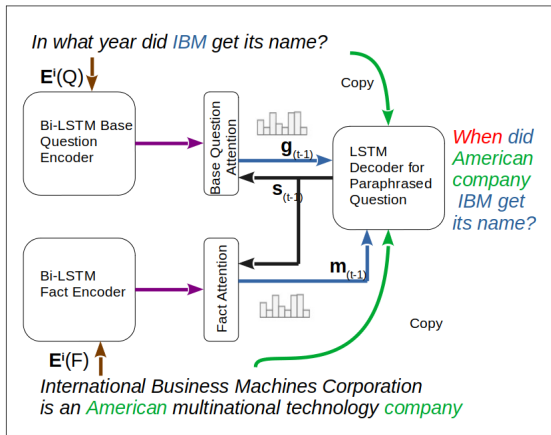 In what year did IBM get its name?
Eⁱ(Q)
Copy
Bi-LSTM Base
Question
Encoder
Base Question
Attention
g(t-1)
s(t-1)
LSTM
Decoder for
Paraphrased
Question
When did
American
company
IBM get
its name?
Bi-LSTM
Fact Encoder
Fact Attention
m(t-1)
Copy
Eⁱ(F)
International Business Machines Corporation
is an American multinational technology company